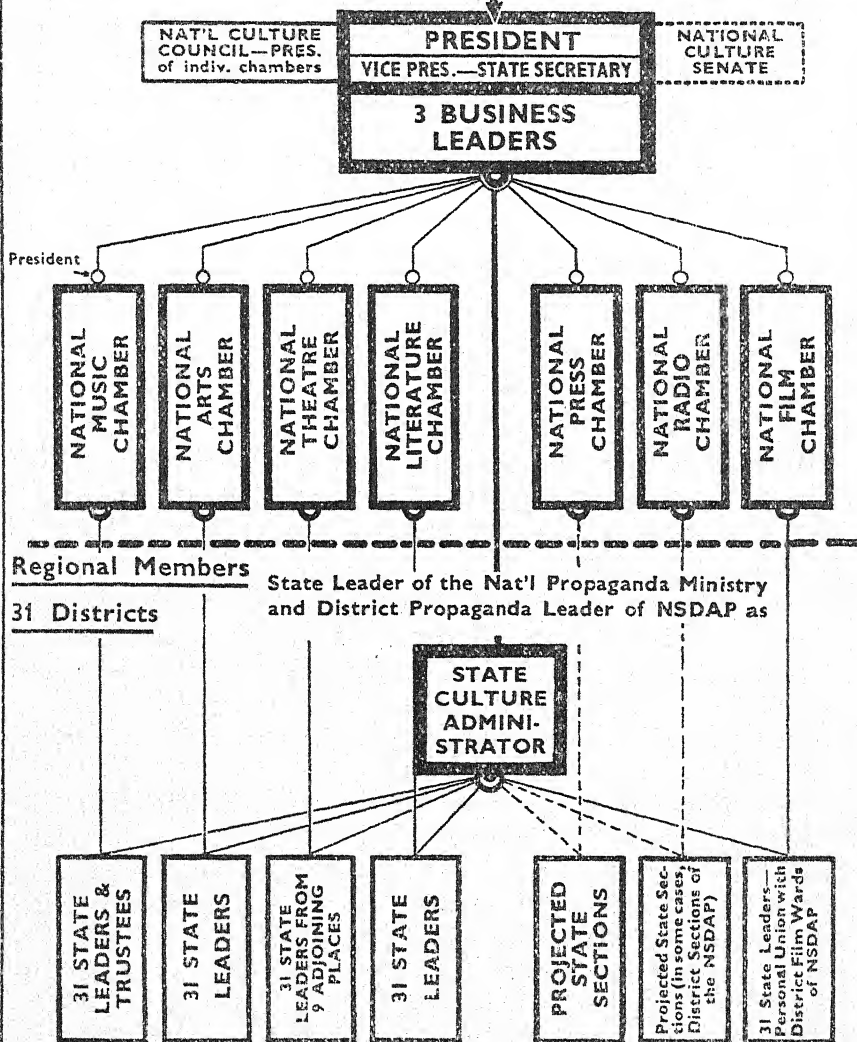 NAT'L CULTURE
COUNCIL—PRES.
of indiv. chambers
PRESIDENT
VICE PRES.—STATE SECRETARY
NATIONAL
CULTURE
SENATE
3 BUSINESS
LEADERS
President
NATIONAL
MUSIC
CHAMBER
NATIONAL
ARTS
CHAMBER
NATIONAL
THEATRE
CHAMBER
NATIONAL
LITERATURE
CHAMBER
NATIONAL
PRESS
CHAMBER
NATIONAL
RADIO
CHAMBER
NATIONAL
FILM
CHAMBER
Regional Members
31 Districts
State Leader of the Nat'l Propaganda Ministry
and District Propaganda Leader of NSDAP as
STATE
CULTURE
ADMINI-
STRATOR
31 STATE
LEADERS &
TRUSTEES
31 STATE
LEADERS
31 STATE
LEADERS FROM
9 ADJOINING
PLACES
31 STATE
LEADERS
PROJECTED
STATE
SECTIONS
Projected State Sec-
tions (in some cases,
District Sections of
the NSDAP)
31 State Leaders—
Personal Union with
District Film Wards
of NSDAP